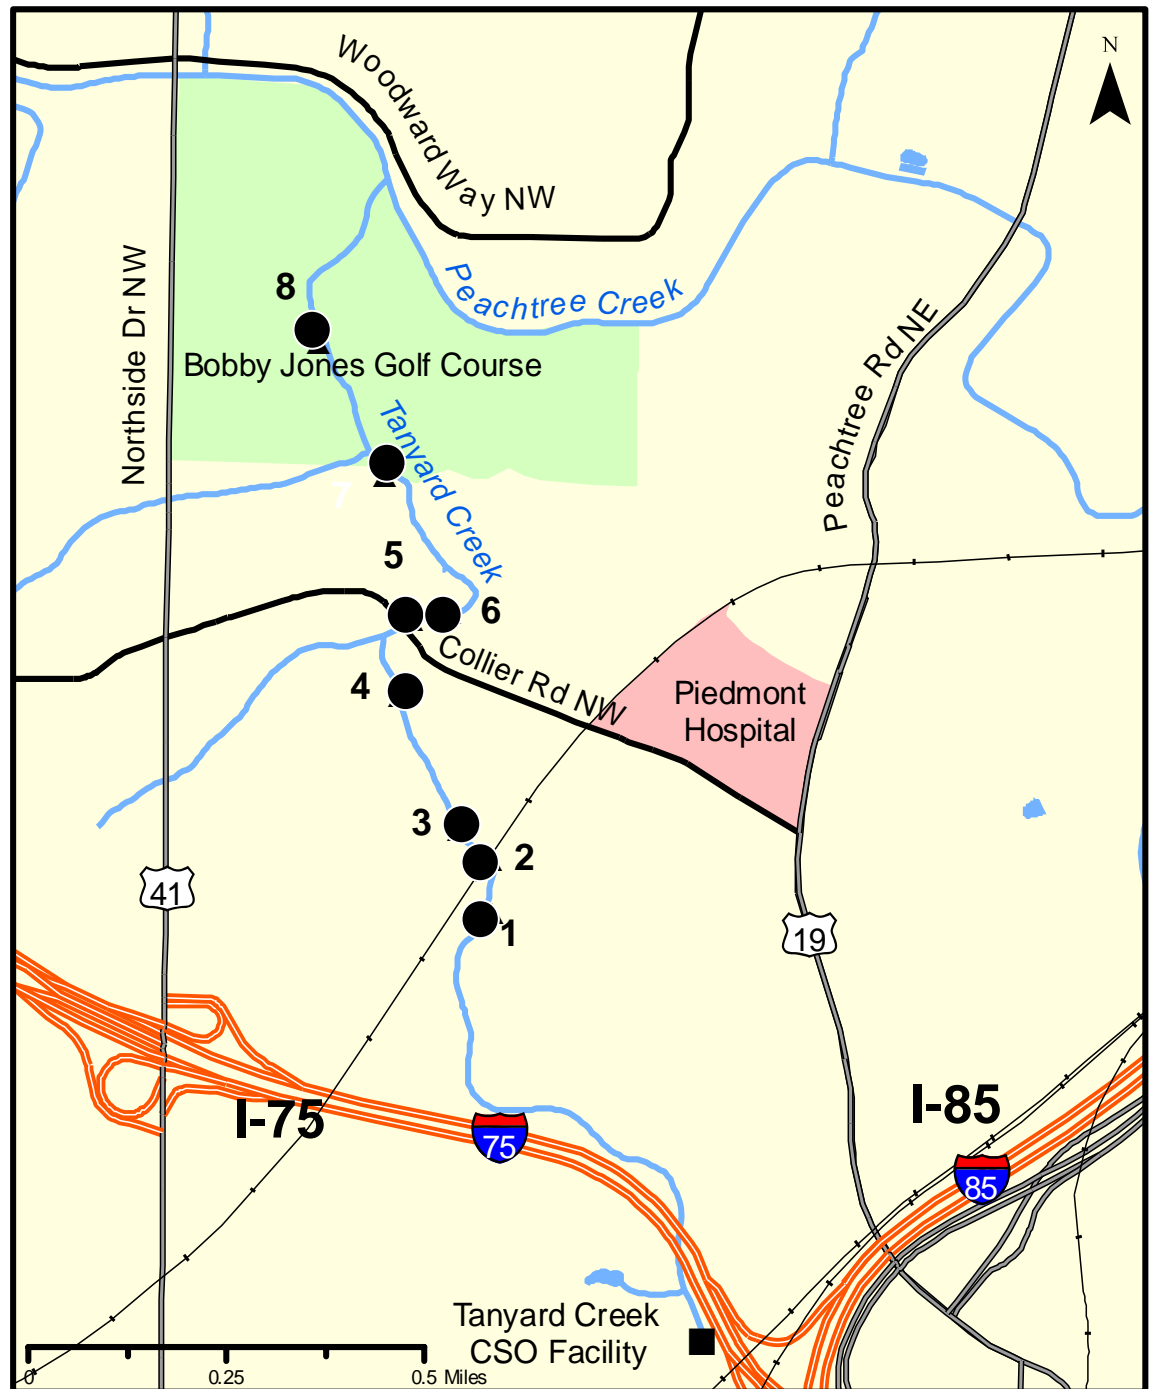 N
Woodward Way NW
Northside Dr NW
8
Peachtree Creek
Peachtree Rd NE
Bobby Jones Golf Course
Tanyard Creek
7
5
6
Collier Rd NW
4
Piedmont
Hospital
3
2
41
1
19
I-75
I-85
75
85
Tanyard Creek
CSO Facility
0 0.25 0.5 Miles